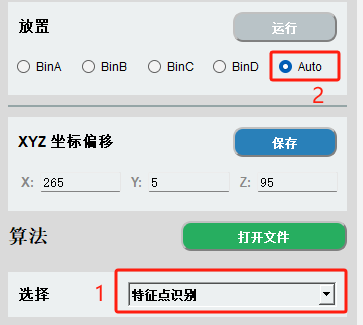 放置 运行
BinA BinB BinC BinD Auto
2
XYZ 坐标偏移 保存
X: 265 Y: 5 Z: 95
算法 打开文件
选择 1 特征点识别